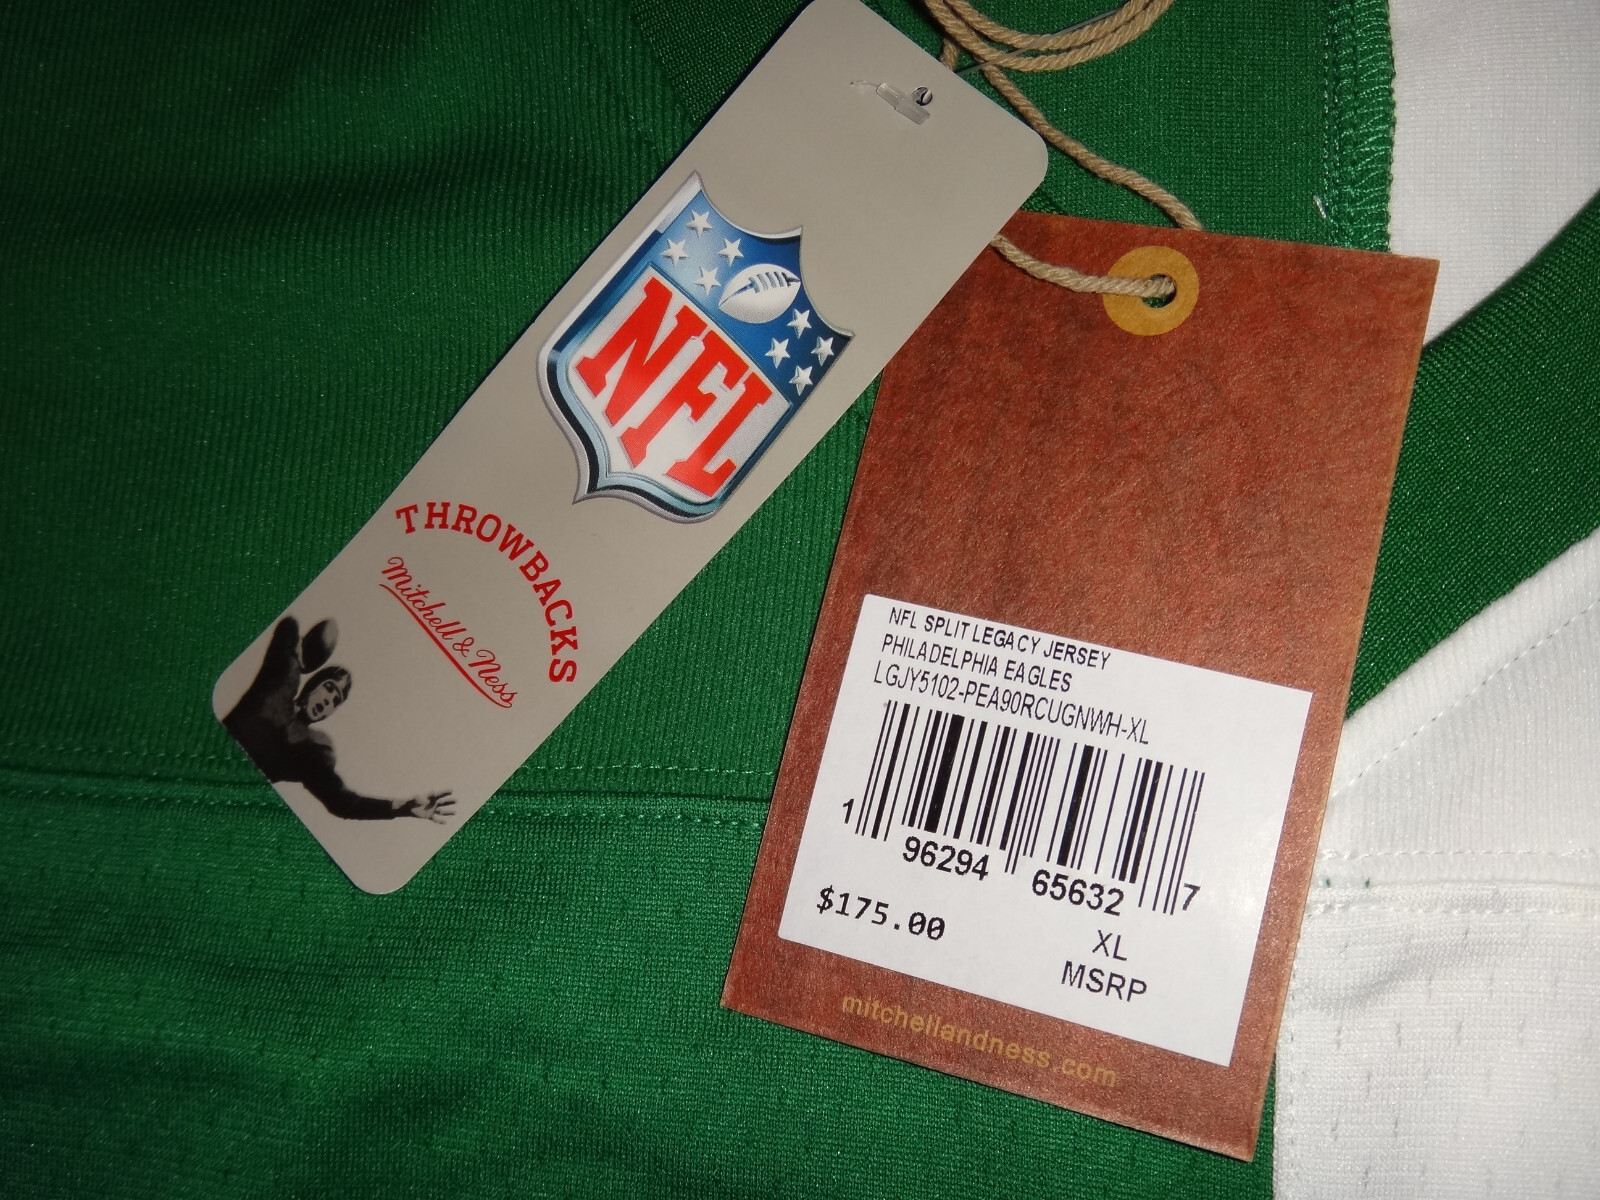 NFL
THROWBACKS
Mitchell & Ness
NFL SPLIT LEGACY JERSEY
PHILADELPHIA EAGLES
LGJY5102-PEA90RCUGNWH-XL
1 96294 65632 7
$175.00 XL
MSRP
mitchellandness.com